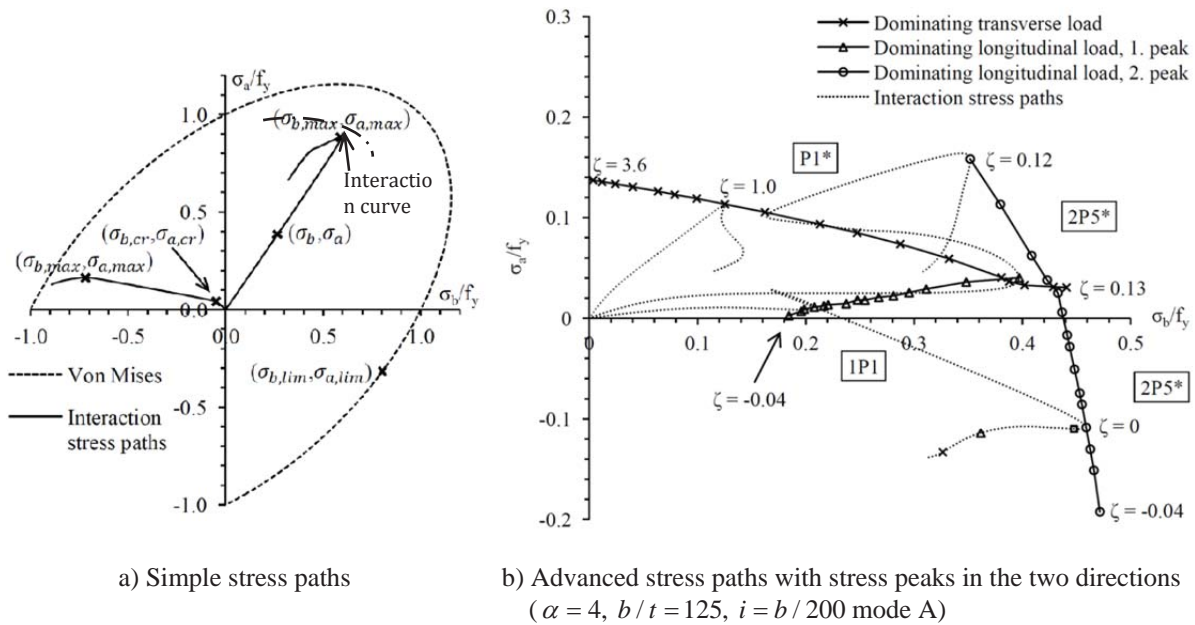 σa/fy
1.0
(σb,max,σa,max)
Interactio
n curve
0.5
(σb,σa)
(σb,cr,σa,cr)
(σb,max,σa,max)
0.0
σb/fy
-1.0
-0.5
0.0
0.5
1.0
(σb,lim,σa,lim)
Von Mises
Interaction
stress paths
-0.5
-1.0
a) Simple stress paths
Dominating transverse load
Dominating longitudinal load, 1. peak
Dominating longitudinal load, 2. peak
Interaction stress paths
σa/fy
0.3
0.2
0.1
0
-0.1
-0.2
P1*
ζ = 3.6
ζ = 1.0
ζ = 0.12
2P5*
ζ = 0.13
σb/fy
0
0.1
0.2
0.3
0.4
0.5
1P1
2P5*
ζ = -0.04
ζ = 0
ζ = -0.04
b) Advanced stress paths with stress peaks in the two directions
( α = 4, b / t = 125, i = b / 200 mode A)